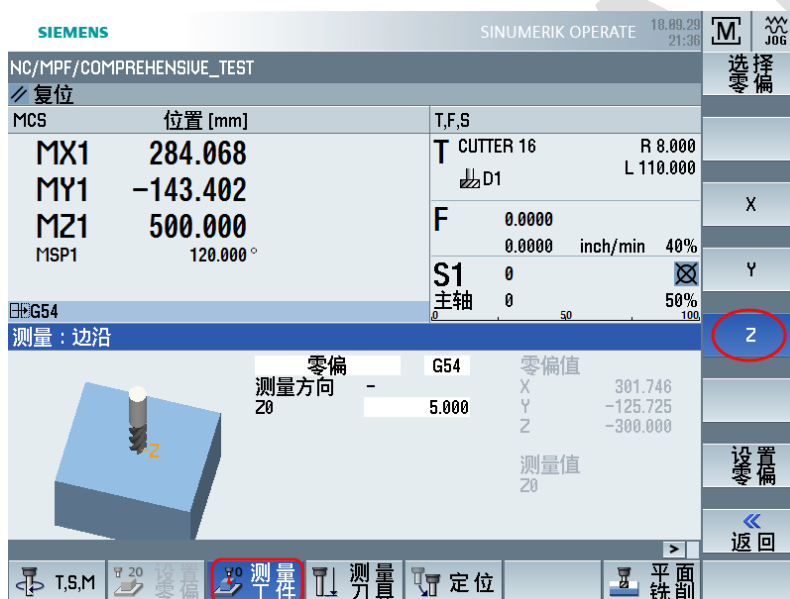 SIEMENS
SINUMERIK OPERATE 18.09.29 21:36
M JOG
NC/MPF/COMPREHENSIVE_TEST
复位
MCS 位置 [mm] T,F,S
MX1 284.068
MY1 -143.402
MZ1 500.000
MSP1 120.000°
T CUTTER 16 R 8.000
D1 L 110.000
F 0.0000
0.0000 inch/min 40%
S1 0
主轴 0 50%
0 50 100
G54
测量:边沿
零偏 G54
测量方向 -
Z0 5.000
Z
零偏值
X 301.746
Y -125.725
Z -300.000
测量值
Z0
选择零偏
X
Y
Z
设置零偏
«
返回
>
T,S,M
20 设置零偏
测量工件
测量刀具
定位
平面铣削